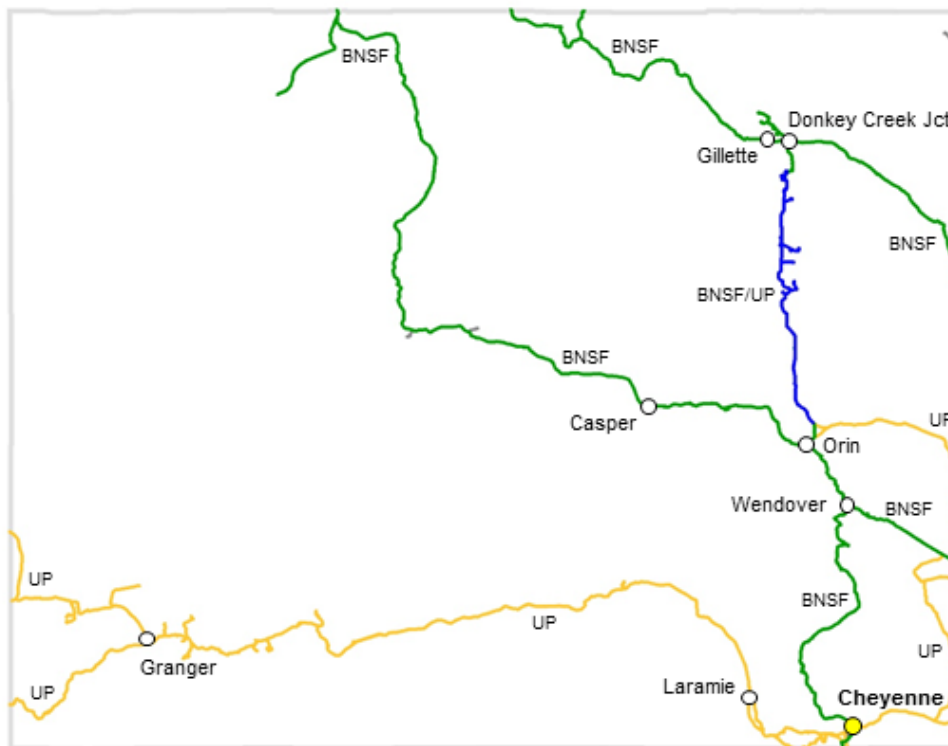 BNSF
BNSF
Donkey Creek Jct
Gillette
BNSF
BNSF/UP
BNSF
Casper
UP
Orin
Wendover
BNSF
UP
BNSF
UP
UP
Granger
Laramie
UP
Cheyenne